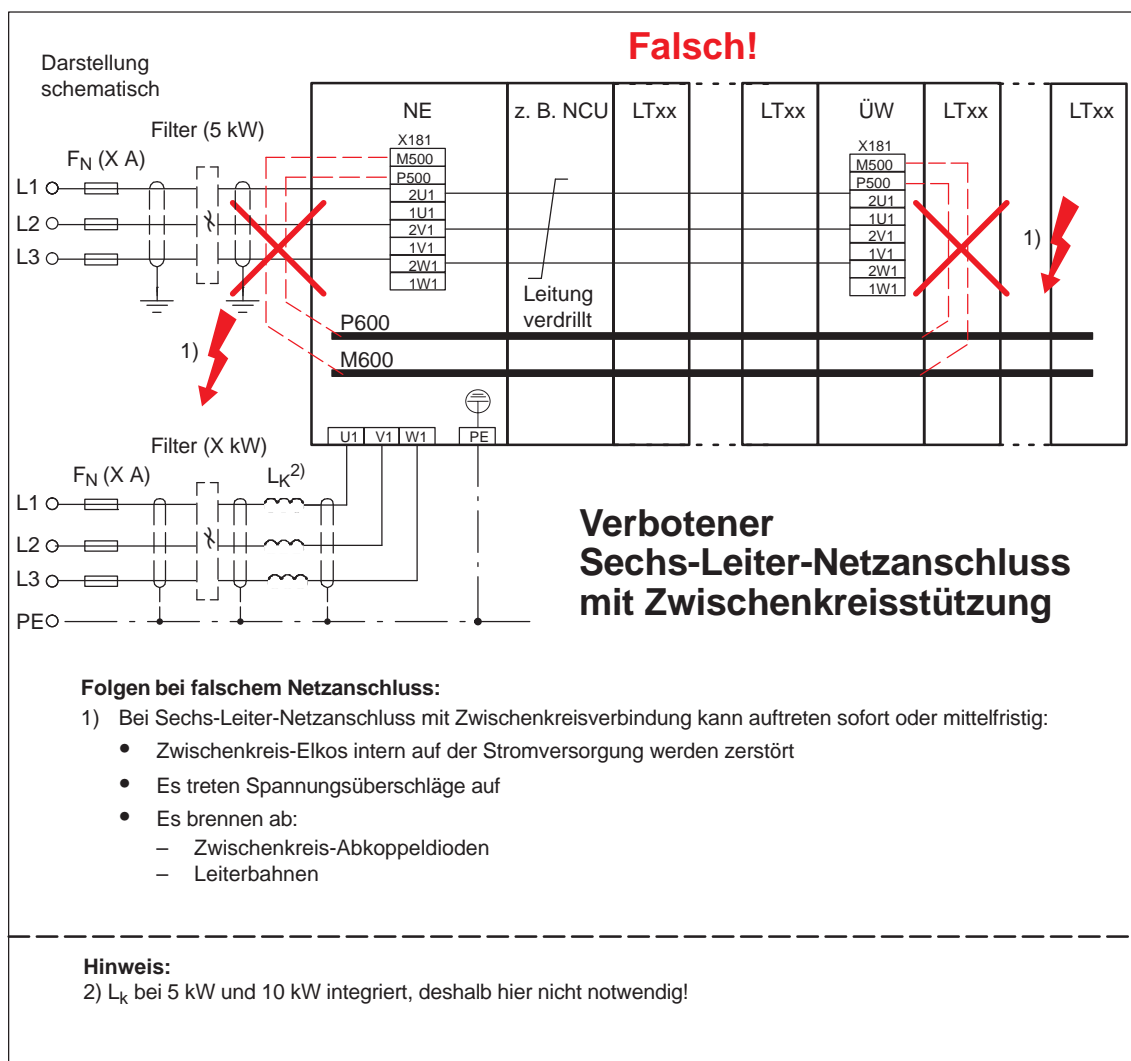 Falsch!
Darstellung
schematisch
NE
z. B. NCU
LTxx
LTxx
ÜW
LTxx
LTxx
Filter (5 kW)
FN (X A)
L1
L2
L3
X181
M500
P500
2U1
1U1
2V1
1V1
2W1
1W1
X181
M500
P500
2U1
1U1
2V1
1V1
2W1
1W1
1)
Leitung
verdrillt
P600
M600
1)
U1
V1
W1
PE
Filter (X kW)
FN (X A)
LK2)
L1
L2
L3
PE
Verbotener
Sechs-Leiter-Netzanschluss
mit Zwischenkreisstützung
Folgen bei falschem Netzanschluss:
1) Bei Sechs-Leiter-Netzanschluss mit Zwischenkreisverbindung kann auftreten sofort oder mittelfristig:
• Zwischenkreis-Elkos intern auf der Stromversorgung werden zerstört
• Es treten Spannungsüberschläge auf
• Es brennen ab:
– Zwischenkreis-Abkoppeldioden
– Leiterbahnen
Hinweis:
2) Lk bei 5 kW und 10 kW integriert, deshalb hier nicht notwendig!